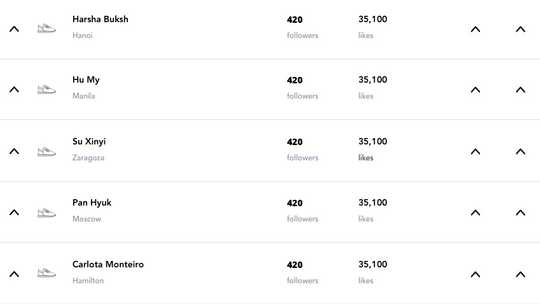 Harsha Buksh 420 35,100
Hanoi followers likes
Hu My 420 35,100
Manila followers likes
Su Xinyi 420 35,100
Zaragoza followers likes
Pan Hyuk 420 35,100
Moscow followers likes
Carlota Monteiro 420 35,100
Hamilton followers likes